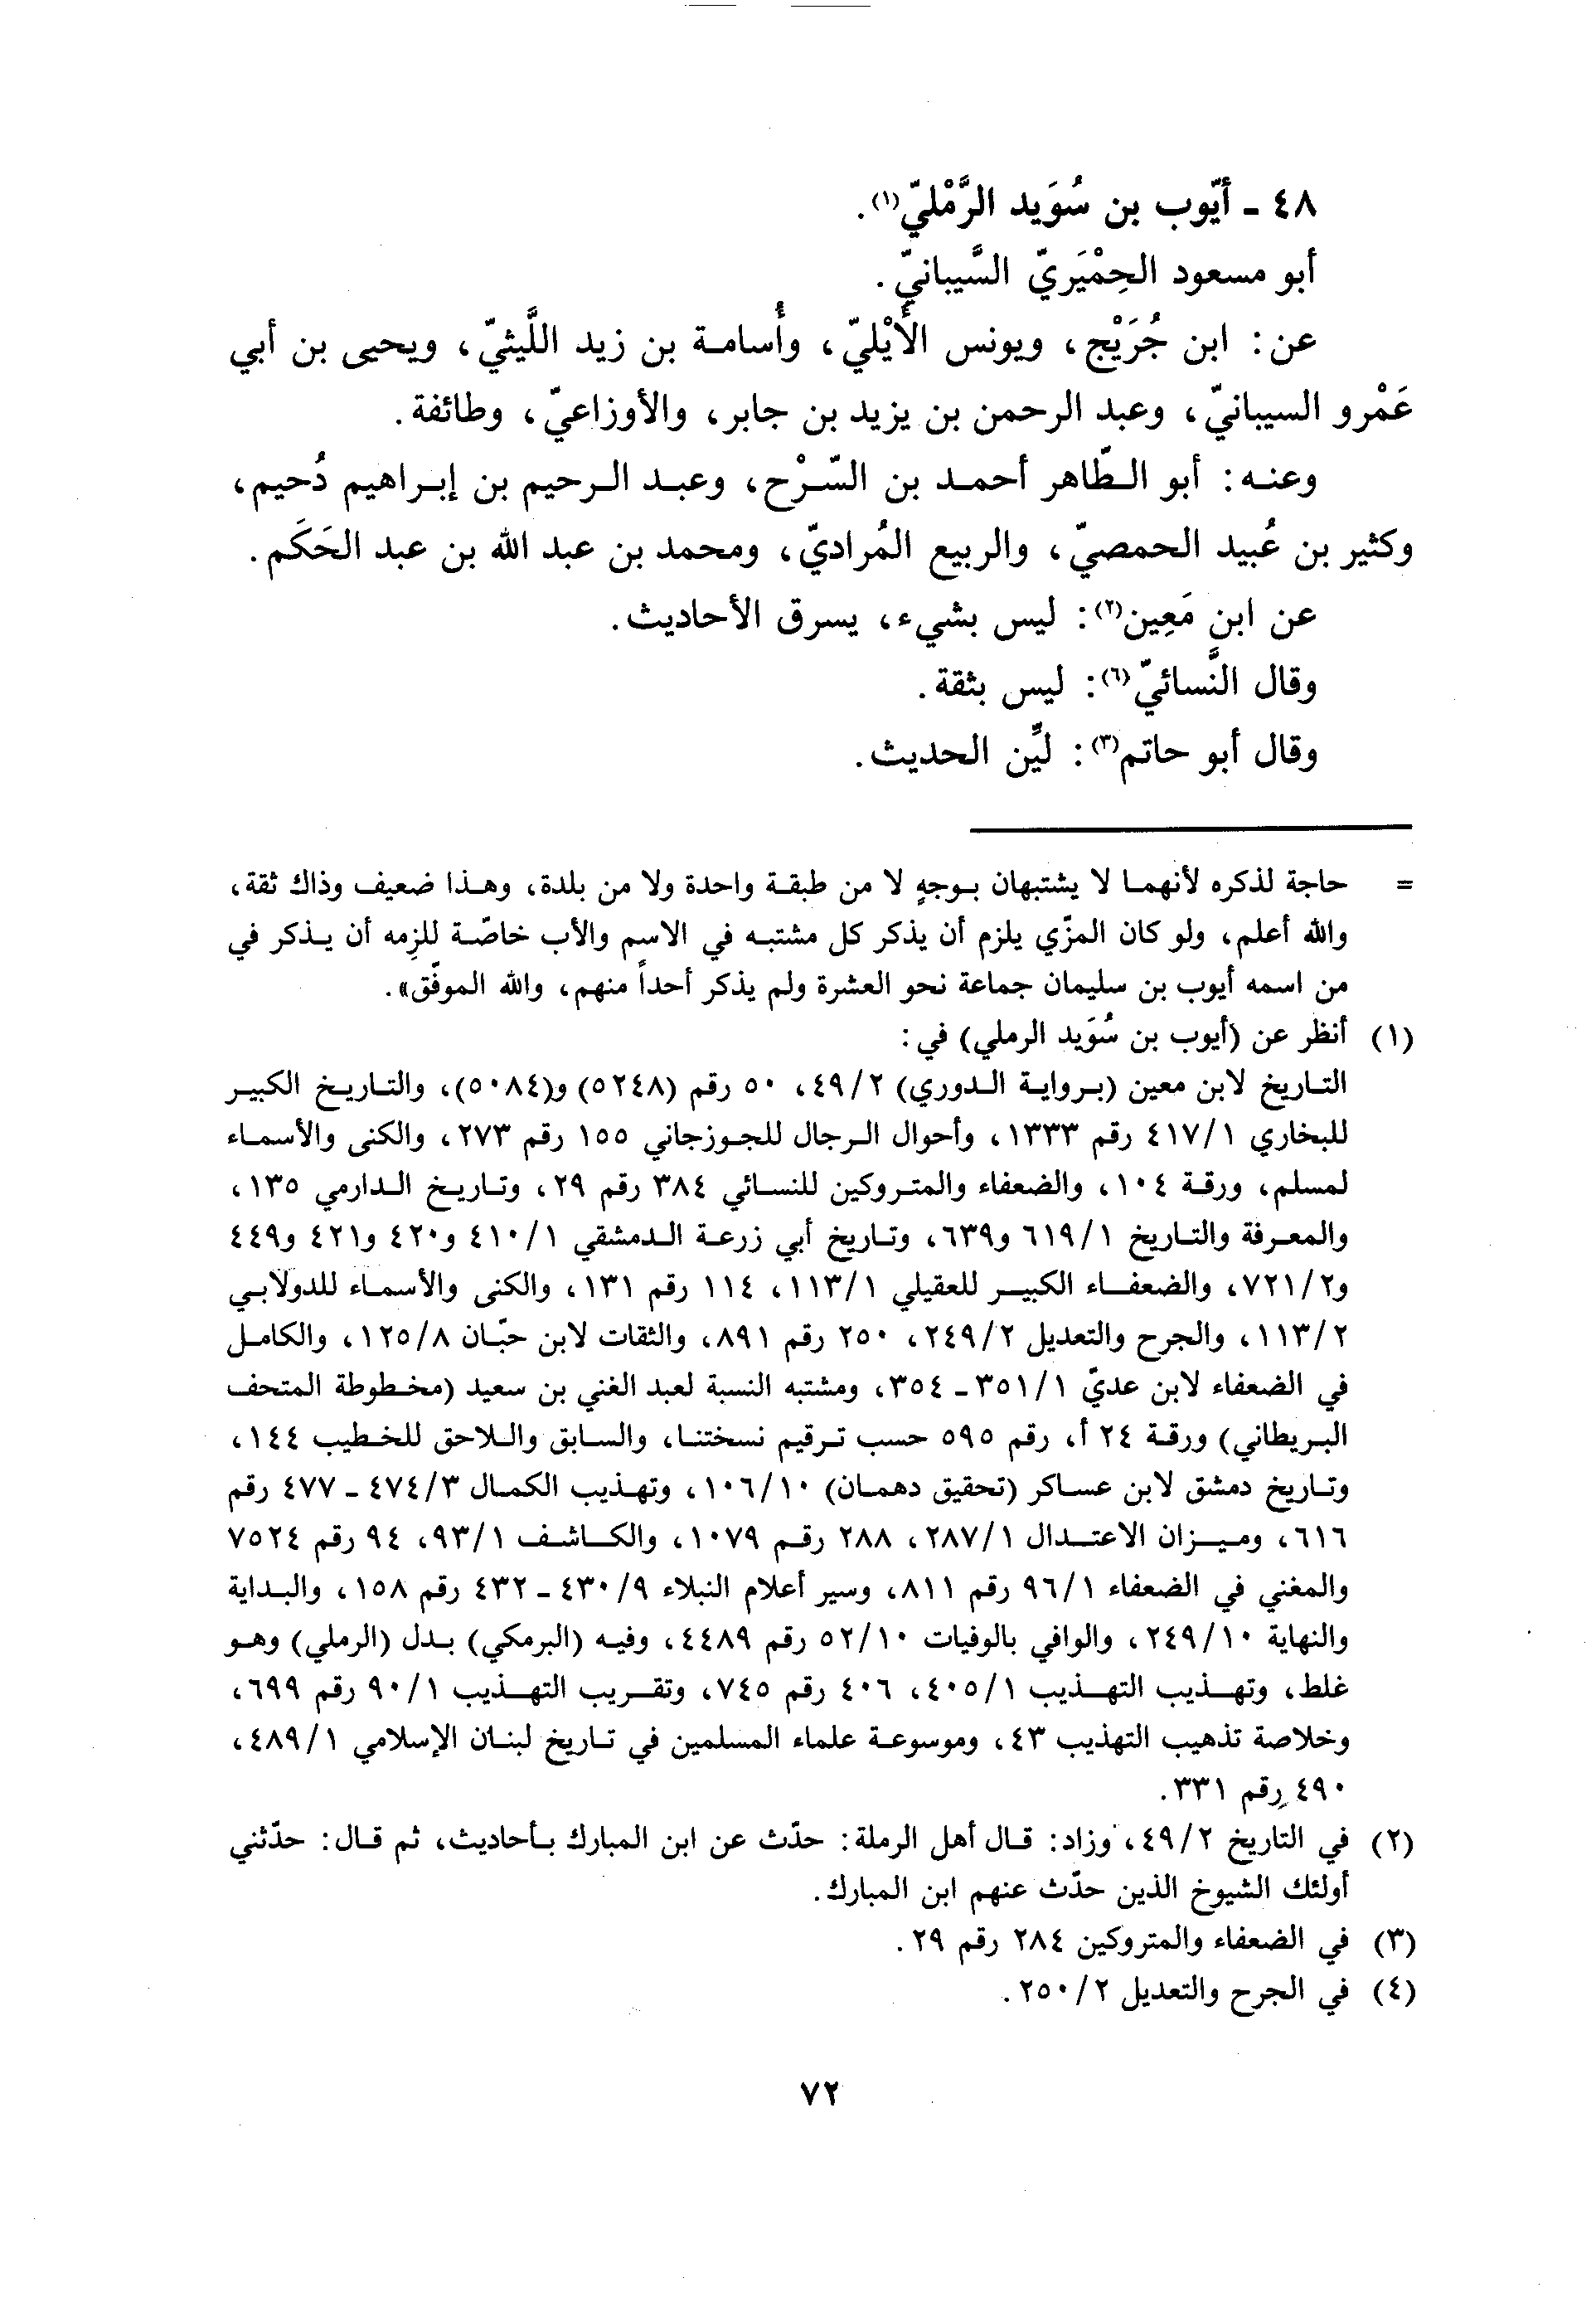 ٤٨ - أيّوب بن سُوَيد الرَّمْليّ(١).
أبو مسعود الحِمْيَريّ السَّيبانيّ.
عن: ابن جُرَيْج، ويونس الأَيْليّ، وأُسامة بن زيد اللَّيثيّ، ويحيى بن أبي
عَمْرو السيبانيّ، وعبد الرحمن بن يزيد بن جابر، والأوزاعيّ، وطائفة.
وعنه: أبو الطّاهر أحمد بن السّرْح، وعبد الرحيم بن إبراهيم دُحيم،
وكثير بن عُبيد الحمصيّ، والربيع المُراديّ، ومحمد بن عبد الله بن عبد الحَكَم.
عن ابن مَعِين(٢): ليس بشيء، يسرق الأحاديث.
وقال النَّسائيّ(٦): ليس بثقة.
وقال أبو حاتم(٣): ليِّن الحديث.
= حاجة لذكره لأنهما لا يشتبهان بوجهٍ لا من طبقة واحدة ولا من بلدة، وهذا ضعيف وذاك ثقة،
والله أعلم، ولو كان المزّي يلزم أن يذكر كل مشتبه في الاسم والأب خاصّة للزمه أن يذكر في
من اسمه أيوب بن سليمان جماعة نحو العشرة ولم يذكر أحداً منهم، والله الموفّق».
(١) أنظر عن (أيوب بن سُوَيد الرملي) في:
التاريخ لابن معين (برواية الدوري) ٤٩/٢، ٥٠ رقم (٥٢٤٨) و(٥٠٨٤)، والتاريخ الكبير
للبخاري ٤١٧/١ رقم ١٣٣٣، وأحوال الرجال للجوزجاني ١٥٥ رقم ٢٧٣، والكنى والأسماء
لمسلم، ورقة ١٠٤، والضعفاء والمتروكين للنسائي ٣٨٤ رقم ٢٩، وتاريخ الدارمي ١٣٥،
والمعرفة والتاريخ ٦١٩/١ و٦٣٩، وتاريخ أبي زرعة الدمشقي ٤١٠/١ و٤٢٠ و٤٢١ و٤٤٩
و٧٢١/٢، والضعفاء الكبير للعقيلي ١١٣/١، ١١٤ رقم ١٣١، والكنى والأسماء للدولابي
١١٣/٢، والجرح والتعديل ٢٤٩/٢، ٢٥٠ رقم ٨٩١، والثقات لابن حبّان ١٢٥/٨، والكامل
في الضعفاء لابن عديّ ٣٥١/١ - ٣٥٤، ومشتبه النسبة لعبد الغني بن سعيد (مخطوطة المتحف
البريطاني) ورقة ٢٤ أ، رقم ٥٩٥ حسب ترقيم نسختنا، والسابق واللاحق للخطيب ١٤٤،
وتاريخ دمشق لابن عساكر (تحقيق دهمان) ١٠٦/١٠، وتهذيب الكمال ٤٧٤/٣ - ٤٧٧ رقم
٦١٦، وميزان الاعتدال ٢٨٧/١، ٢٨٨ رقم ١٠٧٩، والكاشف ٩٣/١، ٩٤ رقم ٧٥٢٤
والمغني في الضعفاء ٩٦/١ رقم ٨١١، وسير أعلام النبلاء ٤٣٠/٩ - ٤٣٢ رقم ١٥٨، والبداية
والنهاية ٢٤٩/١٠، والوافي بالوفيات ٥٢/١٠ رقم ٤٤٨٩، وفيه (البرمكي) بدل (الرملي) وهو
غلط، وتهذيب التهذيب ٤٠٥/١، ٤٠٦ رقم ٧٤٥، وتقريب التهذيب ٩٠/١ رقم ٦٩٩،
وخلاصة تذهيب التهذيب ٤٣، وموسوعة علماء المسلمين في تاريخ لبنان الإسلامي ٤٨٩/١،
٤٩٠ رقم ٣٣١.
(٢) في التاريخ ٤٩/٢، وزاد: قال أهل الرملة: حدّث عن ابن المبارك بأحاديث، ثم قال: حدّثني
أولئك الشيوخ الذين حدّث عنهم ابن المبارك.
(٣) في الضعفاء والمتروكين ٢٨٤ رقم ٢٩.
(٤) في الجرح والتعديل ٢٥٠/٢.
٧٢